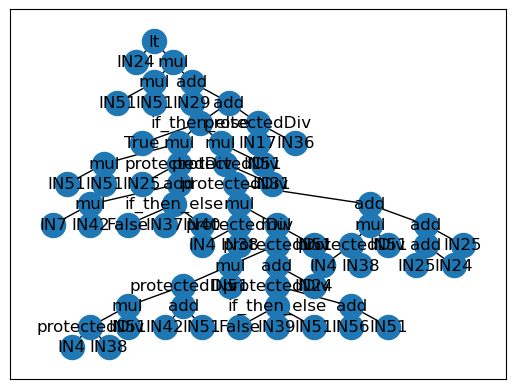 lt
IN24 mul
mul add
IN51 IN51 IN29 add
if_then_else protectedDiv
True mul mul IN17 IN36
mul protectedDiv protectedDiv IN51
IN51 IN51 IN25 add protectedDiv IN31
mul if_then_else mul add
IN7 IN42 False IN37 IN40 mul add
IN4 IN38 protectedDiv IN51 protectedDiv IN51 add IN25
mul add IN4 IN38 IN25 IN24
protectedDiv IN51 protectedDiv IN24
mul add if_then_else add
protectedDiv IN51 IN42 IN51 False IN39 IN51 IN56 IN51
IN4 IN38